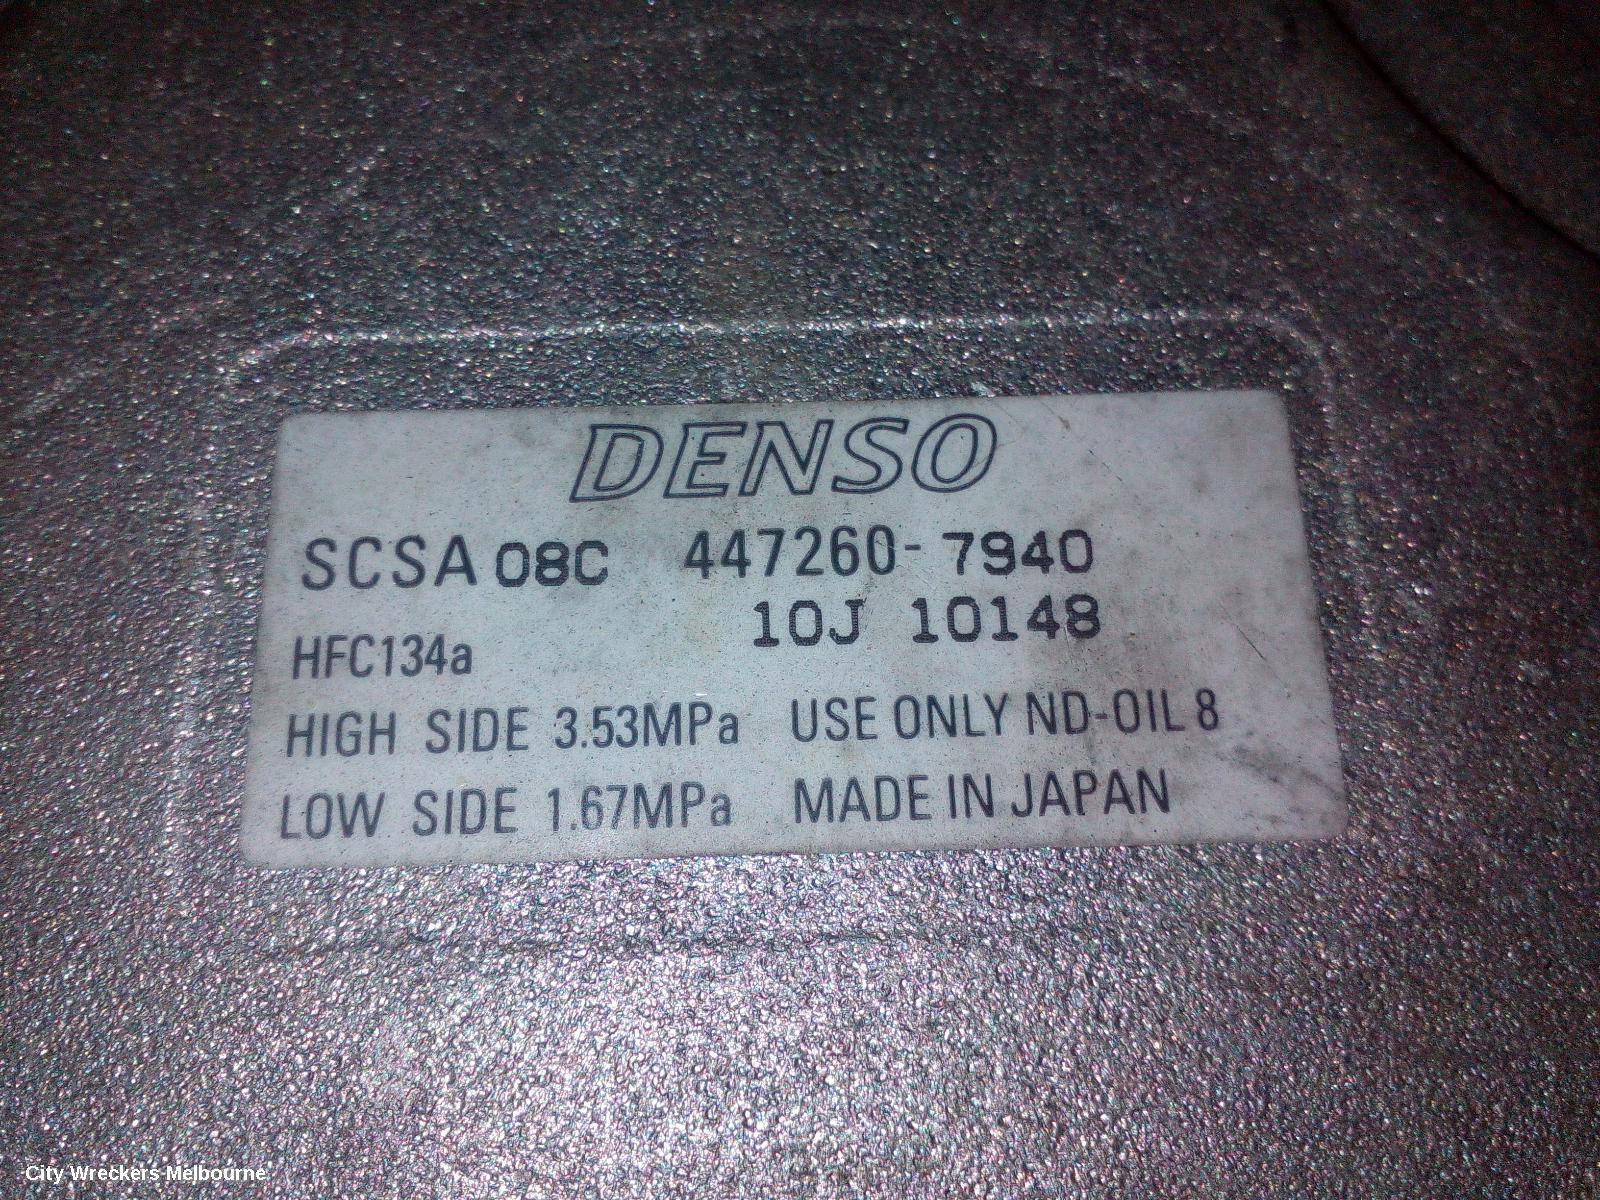 DENSO
SCSA 08C 447260-7940
10J 10148
HFC134a
HIGH SIDE 3.53MPa USE ONLY ND-OIL 8
LOW SIDE 1.67MPa MADE IN JAPAN
City Wreckers-Melbourne